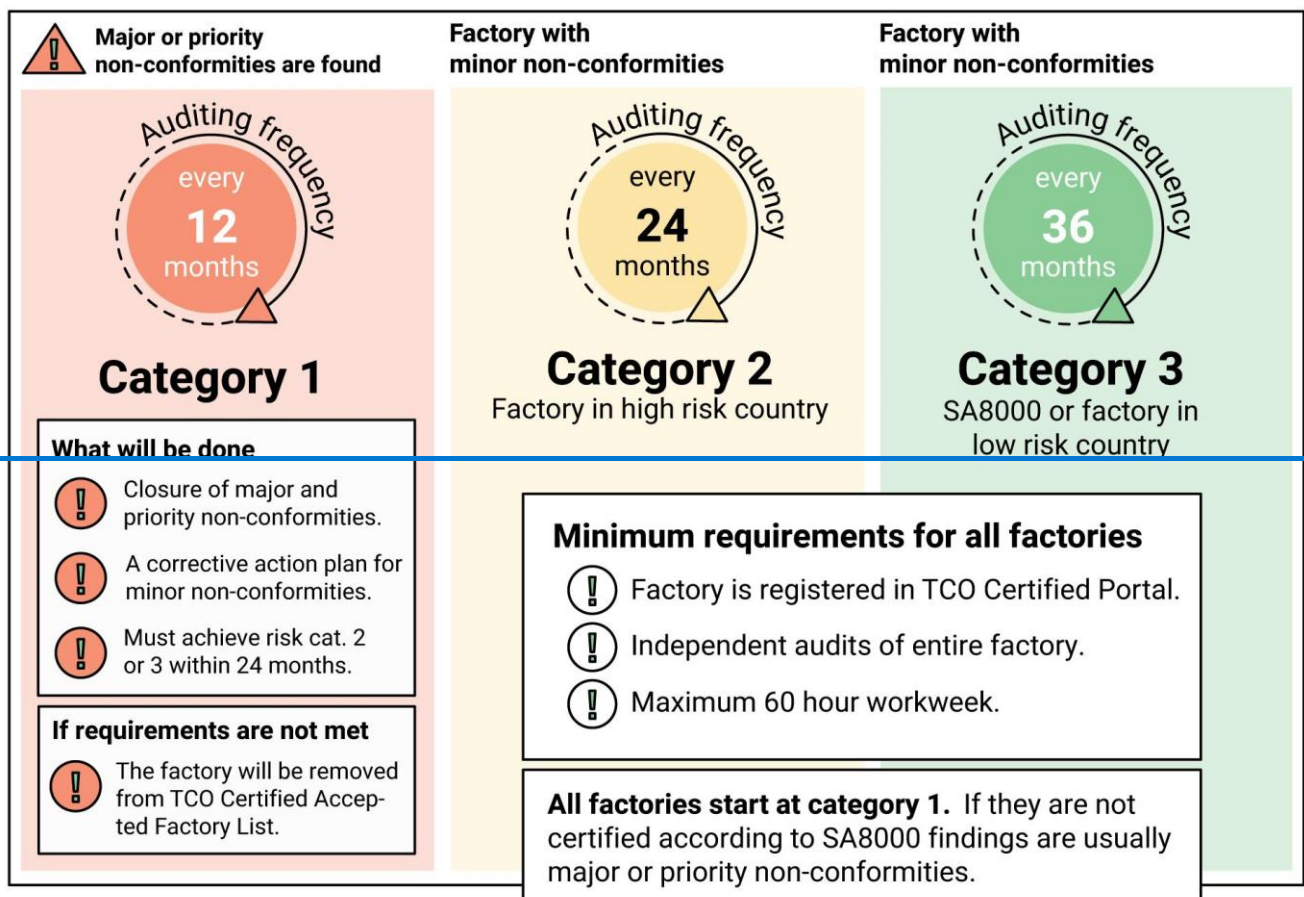 Major or priority
non-conformities are found
Auditing frequency
every
12
months
Category 1
What will be done
Closure of major and
priority non-conformities.
A corrective action plan for
minor non-conformities.
Must achieve risk cat. 2
or 3 within 24 months.
If requirements are not met
The factory will be removed
from TCO Certified Accep-
ted Factory List.
Factory with
minor non-conformities
Auditing frequency
every
24
months
Category 2
Factory in high risk country
Factory with
minor non-conformities
Auditing frequency
every
36
months
Category 3
SA8000 or factory in
low risk country
Minimum requirements for all factories
Factory is registered in TCO Certified Portal.
Independent audits of entire factory.
Maximum 60 hour workweek.
All factories start at category 1. If they are not
certified according to SA8000 findings are usually
major or priority non-conformities.